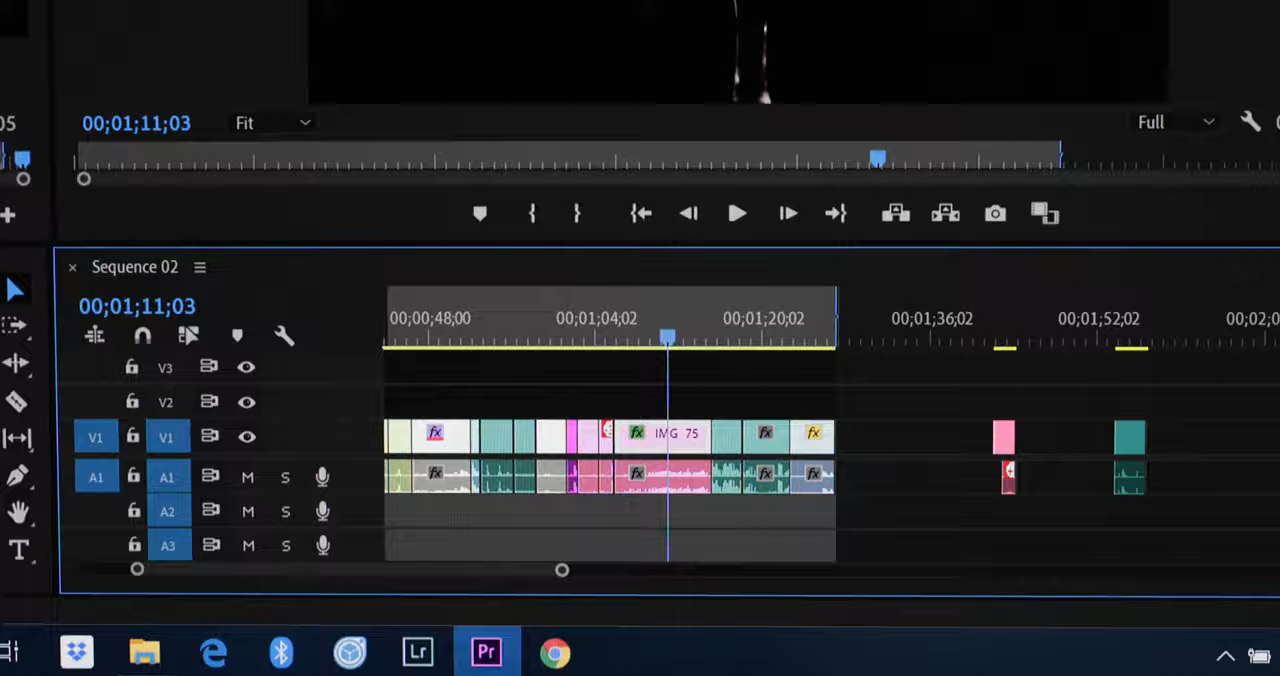 05 00;01;11;03 Fit Full
× Sequence 02
00;01;11;03
00;00;48;00 00;01;04;02 00;01;20;02 00;01;36;02 00;01;52;02 00;02;0
V3
V2
V1 V1 fx fx IMG 75 fx fx
A1 A1 M S fx fx fx fx
A2 M S
A3 M S
T
Lr Pr